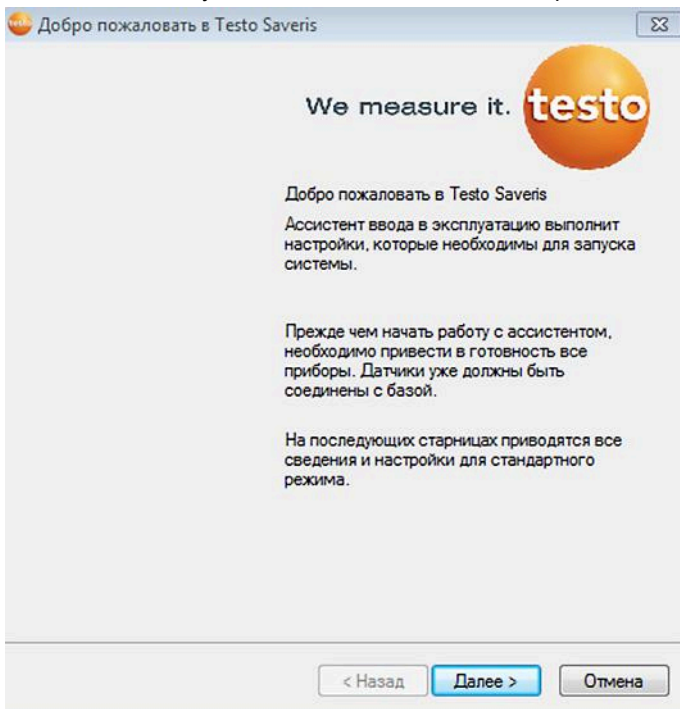 Добро пожаловать в Testo Saveris
We measure it. testo
Добро пожаловать в Testo Saveris
Ассистент ввода в эксплуатацию выполнит
настройки, которые необходимы для запуска
системы.
Прежде чем начать работу с ассистентом,
необходимо привести в готовность все
приборы. Датчики уже должны быть
соединены с базой.
На последующих старницах приводятся все
сведения и настройки для стандартного
режима.
< Назад Далее > Отмена